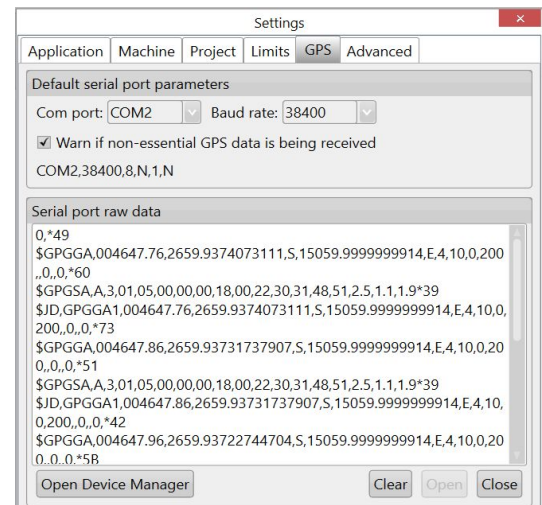 Settings
Application Machine Project Limits GPS Advanced
Default serial port parameters
Com port: COM2 Baud rate: 38400
Warn if non-essential GPS data is being received
COM2,38400,8,N,1,N
Serial port raw data
0,*49
$GPGGA,004647.76,2659.9374073111,S,15059.9999999914,E,4,10,0,200
,,0,,0,*60
$GPGSA,A,3,01,05,00,00,00,18,00,22,30,31,48,51,2.5,1.1,1.9*39
$JD,GPGGA1,004647.76,2659.9374073111,S,15059.9999999914,E,4,10,0,
200,,0,,0,*73
$GPGGA,004647.86,2659.93731737907,S,15059.9999999914,E,4,10,0,20
0,,0,,0,*51
$GPGSA,A,3,01,05,00,00,00,18,00,22,30,31,48,51,2.5,1.1,1.9*39
$JD,GPGGA1,004647.86,2659.93731737907,S,15059.9999999914,E,4,10,
0,200,,0,,0,*42
$GPGGA,004647.96,2659.93722744704,S,15059.9999999914,E,4,10,0,20
0,,0,,0,*5B
Open Device Manager Clear Open Close